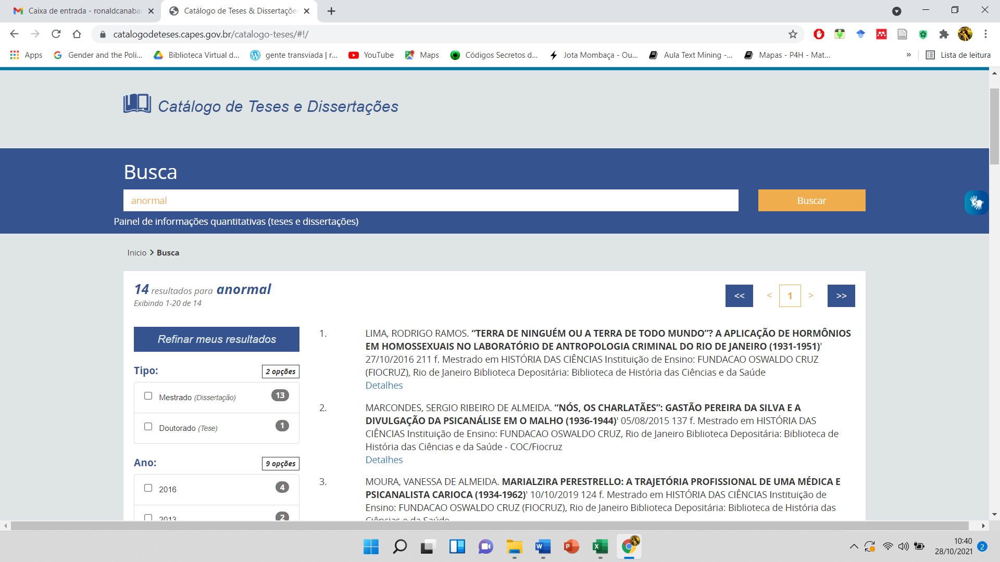 Caixa de entrada - ronaldcanabar
Catálogo de Teses & Dissertaçõe
catalogodeteses.capes.gov.br/catalogo-teses/#!/
Apps
Gender and the Poli...
Biblioteca Virtual d...
gente transviada | r...
YouTube
Maps
Códigos Secretos d...
Jota Mombaça - Ou...
Aula Text Mining -...
Mapas - P4H - Mat...
»
Lista de leitura
Catálogo de Teses e Dissertações
Busca
anormal
Buscar
Painel de informações quantitativas (teses e dissertações)
Inicio > Busca
14 resultados para anormal
Exibindo 1-20 de 14
<< < 1 > >>
Refinar meus resultados
Tipo:
2 opções
Mestrado (Dissertação)
13
Doutorado (Tese)
1
Ano:
9 opções
2016
4
2013
2
1.
LIMA, RODRIGO RAMOS. “TERRA DE NINGUÉM OU A TERRA DE TODO MUNDO”? A APLICAÇÃO DE HORMÔNIOS
EM HOMOSSEXUAIS NO LABORATÓRIO DE ANTROPOLOGIA CRIMINAL DO RIO DE JANEIRO (1931-1951)'
27/10/2016 211 f. Mestrado em HISTÓRIA DAS CIÊNCIAS Instituição de Ensino: FUNDACAO OSWALDO CRUZ
(FIOCRUZ), Rio de Janeiro Biblioteca Depositária: Biblioteca de História das Ciências e da Saúde
Detalhes
2.
MARCONDES, SERGIO RIBEIRO DE ALMEIDA. “NÓS, OS CHARLATÃES”: GASTÃO PEREIRA DA SILVA E A
DIVULGAÇÃO DA PSICANÁLISE EM O MALHO (1936-1944)' 05/08/2015 137 f. Mestrado em HISTÓRIA DAS
CIÊNCIAS Instituição de Ensino: FUNDACAO OSWALDO CRUZ, Rio de Janeiro Biblioteca Depositária: Biblioteca de
História das Ciências e da Saúde - COC/Fiocruz
Detalhes
3.
MOURA, VANESSA DE ALMEIDA. MARIALZIRA PERESTRELLO: A TRAJETÓRIA PROFISSIONAL DE UMA MÉDICA E
PSICANALISTA CARIOCA (1934-1962)' 10/10/2019 124 f. Mestrado em HISTÓRIA DAS CIÊNCIAS Instituição de
Ensino: FUNDACAO OSWALDO CRUZ (FIOCRUZ), Rio de Janeiro Biblioteca Depositária: Biblioteca de História das
Ciências e da Saúde
10:40
28/10/2021
2